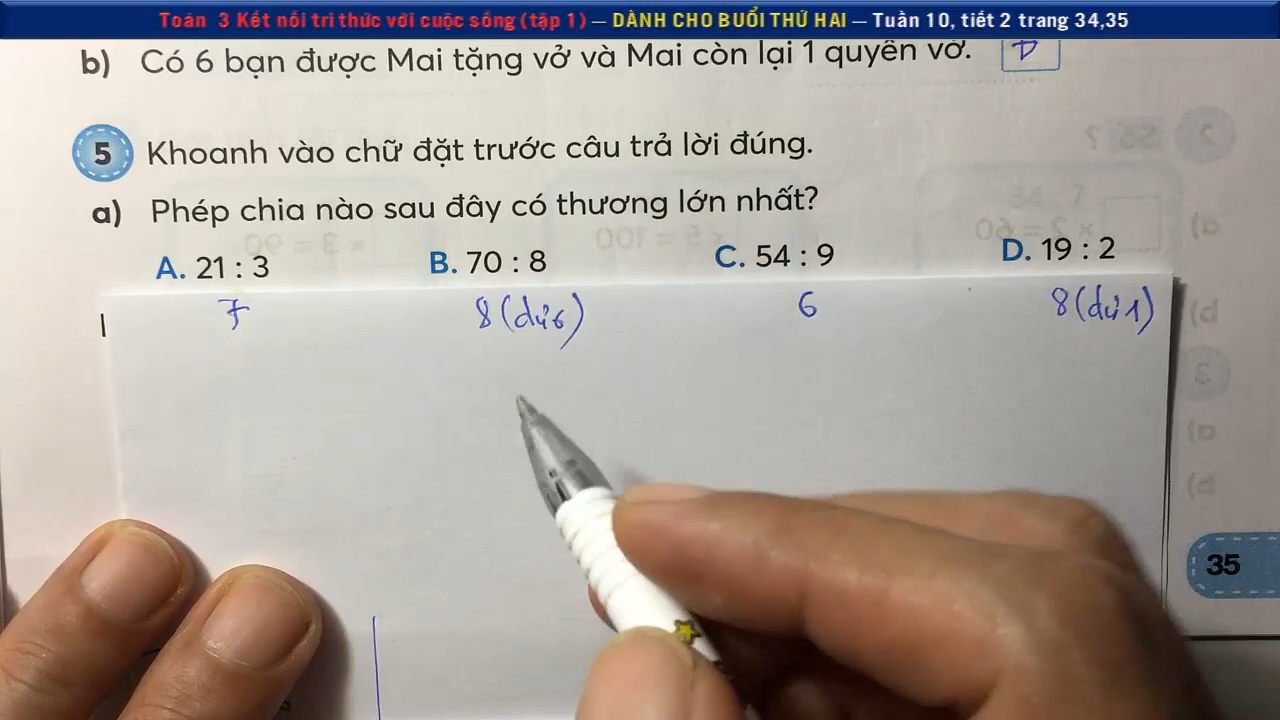 Toán 3 Kết nối tri thức với cuộc sống (tập 1) — DÀNH CHO BUỔI THỨ HAI — Tuần 10, tiết 2 trang 34,35
b) Có 6 bạn được Mai tặng vở và Mai còn lại 1 quyển vở. Đ
5 Khoanh vào chữ đặt trước câu trả lời đúng.
a) Phép chia nào sau đây có thương lớn nhất?
A. 21 : 3 B. 70 : 8 C. 54 : 9 D. 19 : 2
7 8 (dư 6) 6 8 (dư 1)
35